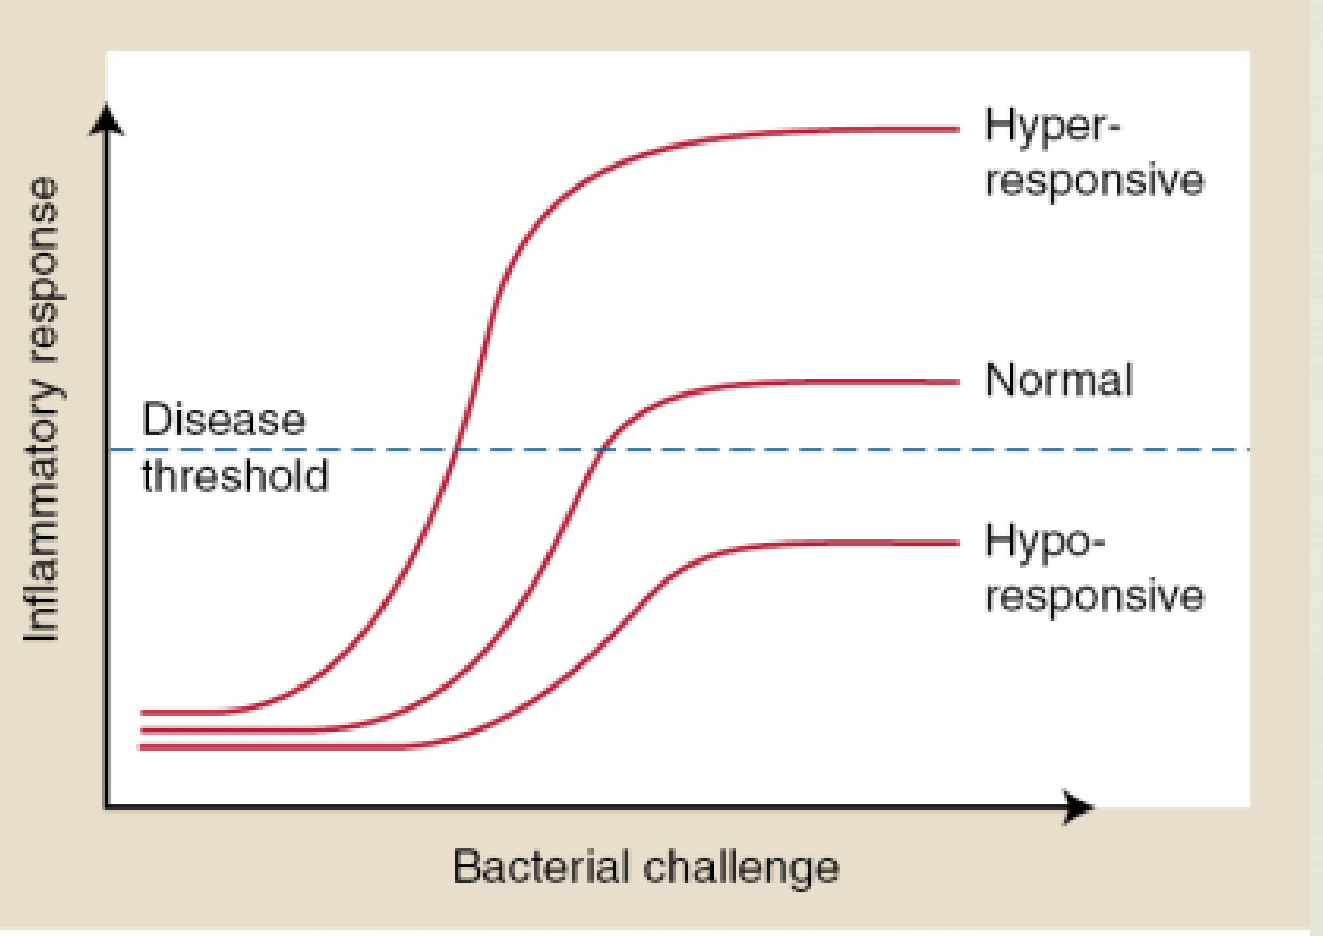 Hyper-
responsive
Inflammatory response
Normal
Disease
threshold
Hypo-
responsive
Bacterial challenge